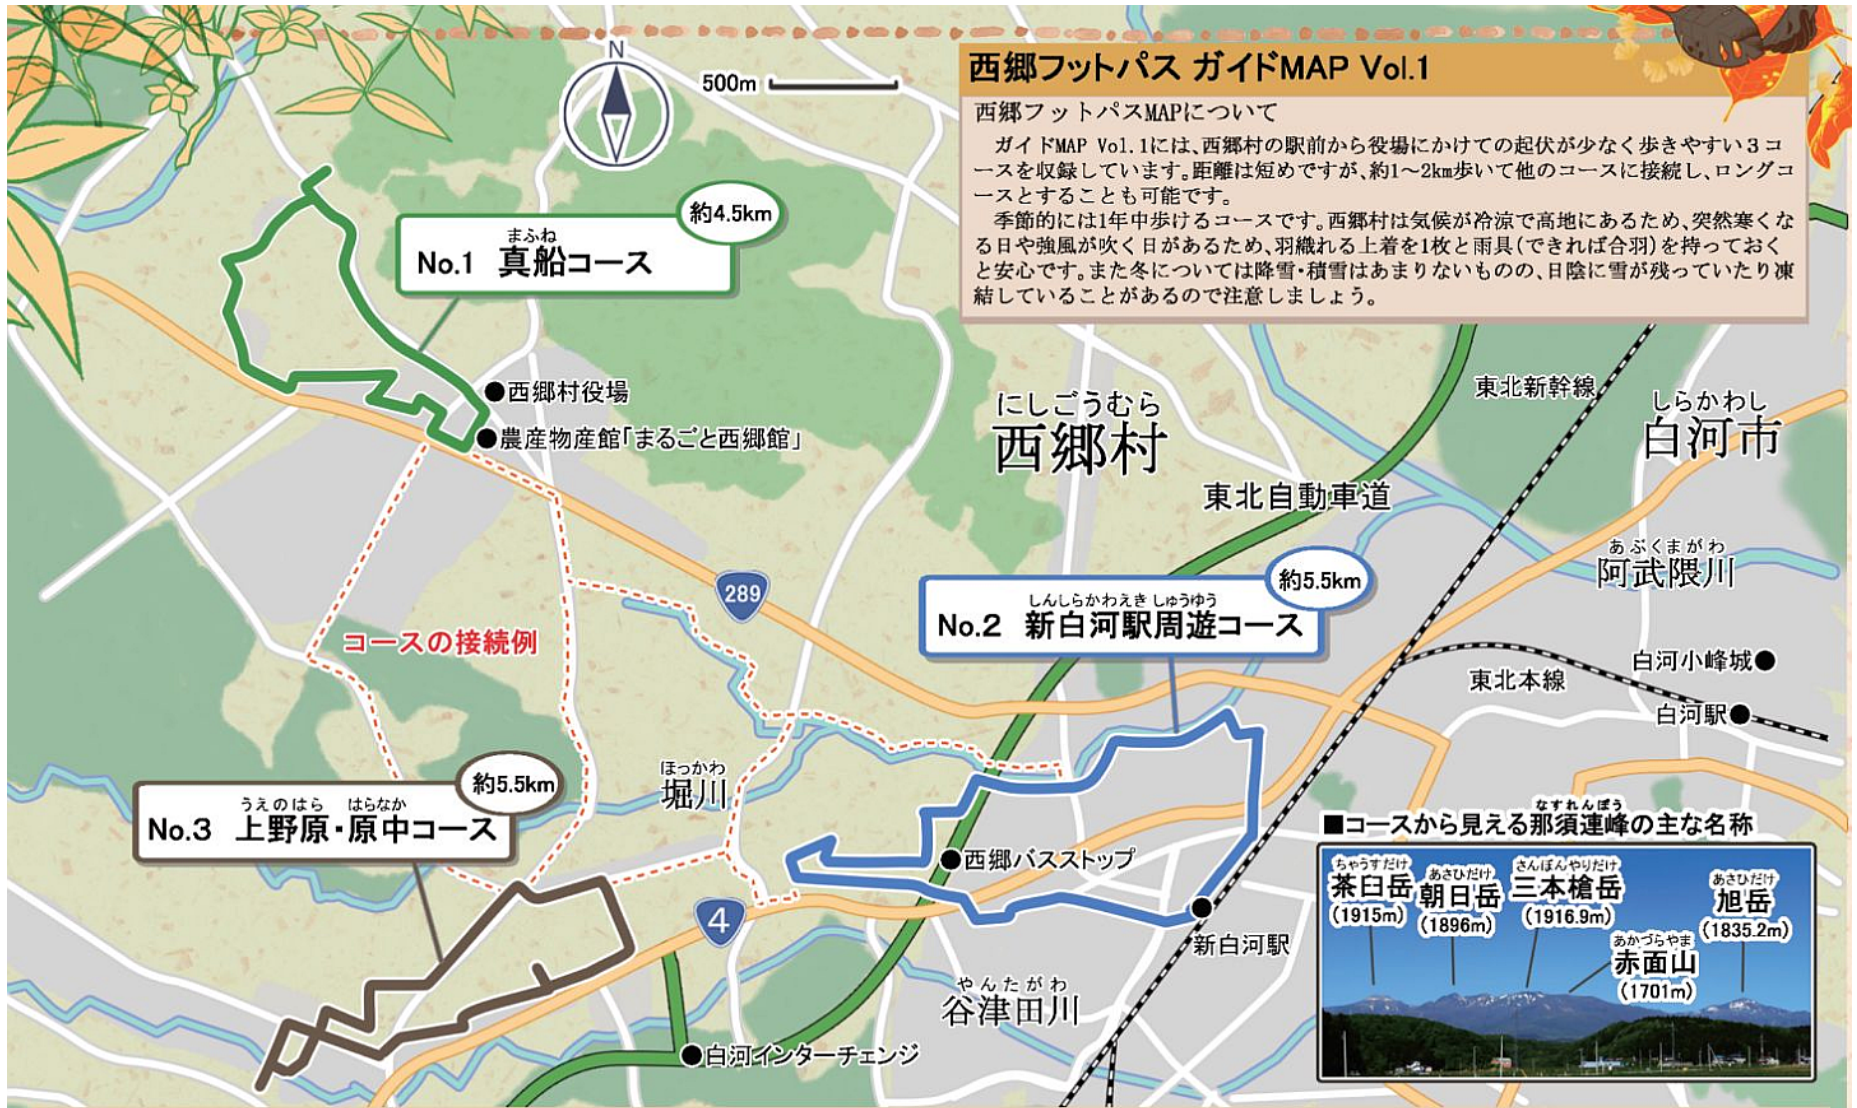 N
500m
西郷フットパス ガイドMAP Vol.1
西郷フットパスMAPについて
ガイドMAP Vol.1には、西郷村の駅前から役場にかけての起伏が少なく歩きやすい3コ
ースを収録しています。距離は短めですが、約1～2km歩いて他のコースに接続し、ロングコ
ースとすることも可能です。
季節的には1年中歩けるコースです。西郷村は気候が冷涼で高地にあるため、突然寒くな
る日や強風が吹く日があるため、羽織れる上着を1枚と雨具(できれば合羽)を持っておく
と安心です。また冬については降雪・積雪はあまりないものの、日陰に雪が残っていたり凍
結していることがあるので注意しましょう。
約4.5km
まふね
No.1 真船コース
●西郷村役場
●農産物産館「まるごと西郷館」
にしごうむら
西郷村
東北新幹線
しらかわし
白河市
東北自動車道
あぶくまがわ
阿武隈川
289
約5.5km
しんしらかわえき しゅうゆう
No.2 新白河駅周遊コース
コースの接続例
白河小峰城●
東北本線
白河駅●
約5.5km
うえのはら はらなか
No.3 上野原・原中コース
ほっかわ
堀川
●西郷バスストップ
4
新白河駅
やんたがわ
谷津田川
●白河インターチェンジ
なすれんぽう
■コースから見える那須連峰の主な名称
ちゃうすだけ
茶臼岳
(1915m)
あさひだけ
朝日岳
(1896m)
さんぼんやりだけ
三本槍岳
(1916.9m)
あかづらやま
赤面山
(1701m)
あさひだけ
旭岳
(1835.2m)